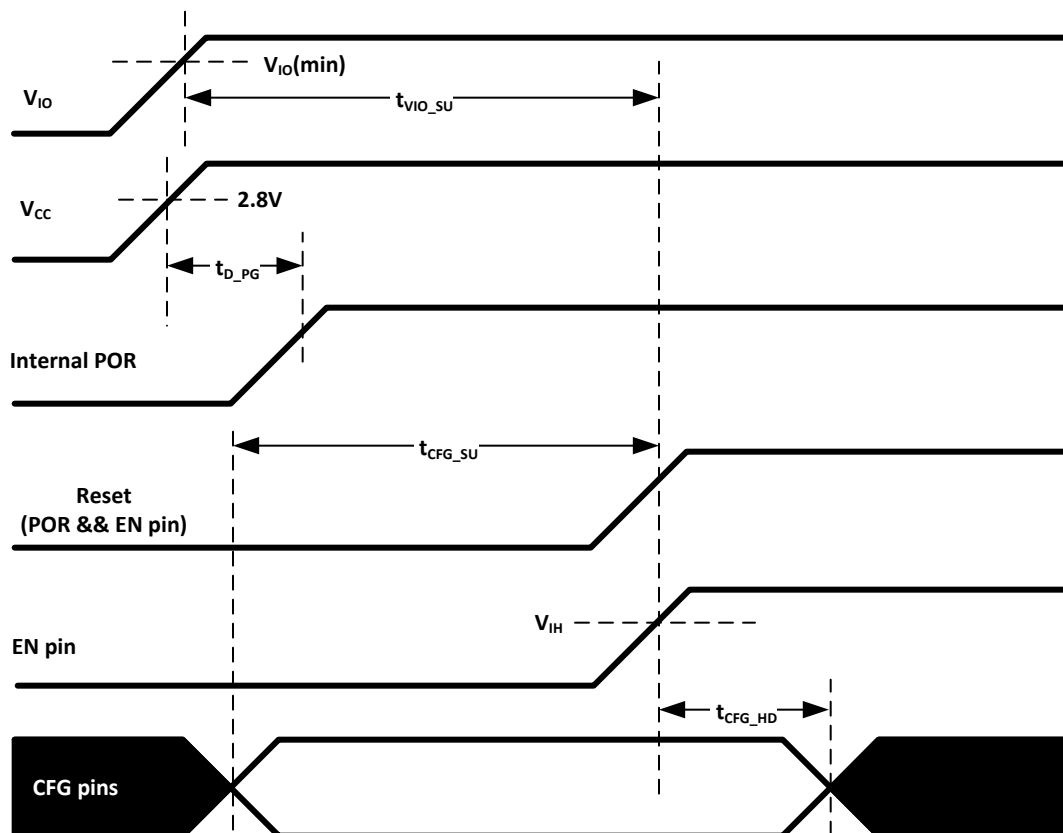 V_IO(min)
V_IO
t_VIO_SU
V_CC
2.8V
t_D_PG
Internal POR
t_CFG_SU
Reset
(POR && EN pin)
V_IH
EN pin
t_CFG_HD
CFG pins